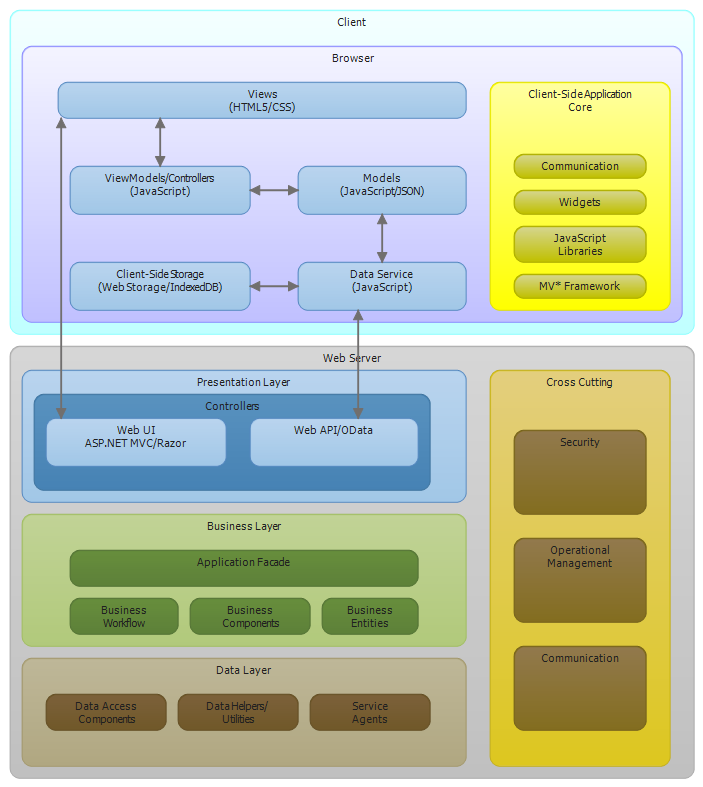 Client
Browser
Views
(HTML5/CSS)
Client-Side Application
Core
ViewModels/Controllers
(JavaScript)
Models
(JavaScript/JSON)
Communication
Widgets
JavaScript
Libraries
MV* Framework
Client-Side Storage
(Web Storage/IndexedDB)
Data Service
(JavaScript)
Web Server
Presentation Layer
Controllers
Web UI
ASP.NET MVC/Razor
Web API/OData
Cross Cutting
Security
Operational
Management
Communication
Business Layer
Application Facade
Business
Workflow
Business
Components
Business
Entities
Data Layer
Data Access
Components
Data Helpers/
Utilities
Service
Agents